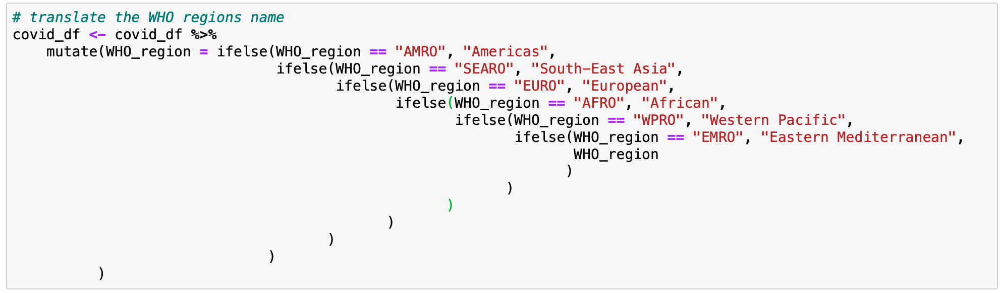 # translate the WHO regions name
covid_df <- covid_df %>%
    mutate(WHO_region = ifelse(WHO_region == "AMRO", "Americas",
                               ifelse(WHO_region == "SEARO", "South-East Asia",
                                      ifelse(WHO_region == "EURO", "European",
                                             ifelse(WHO_region == "AFRO", "African",
                                                    ifelse(WHO_region == "WPRO", "Western Pacific",
                                                           ifelse(WHO_region == "EMRO", "Eastern Mediterranean",
                                                                  WHO_region
                                                                 )
                                                          )
                                                   )
                                            )
                                     )
                              )
          )